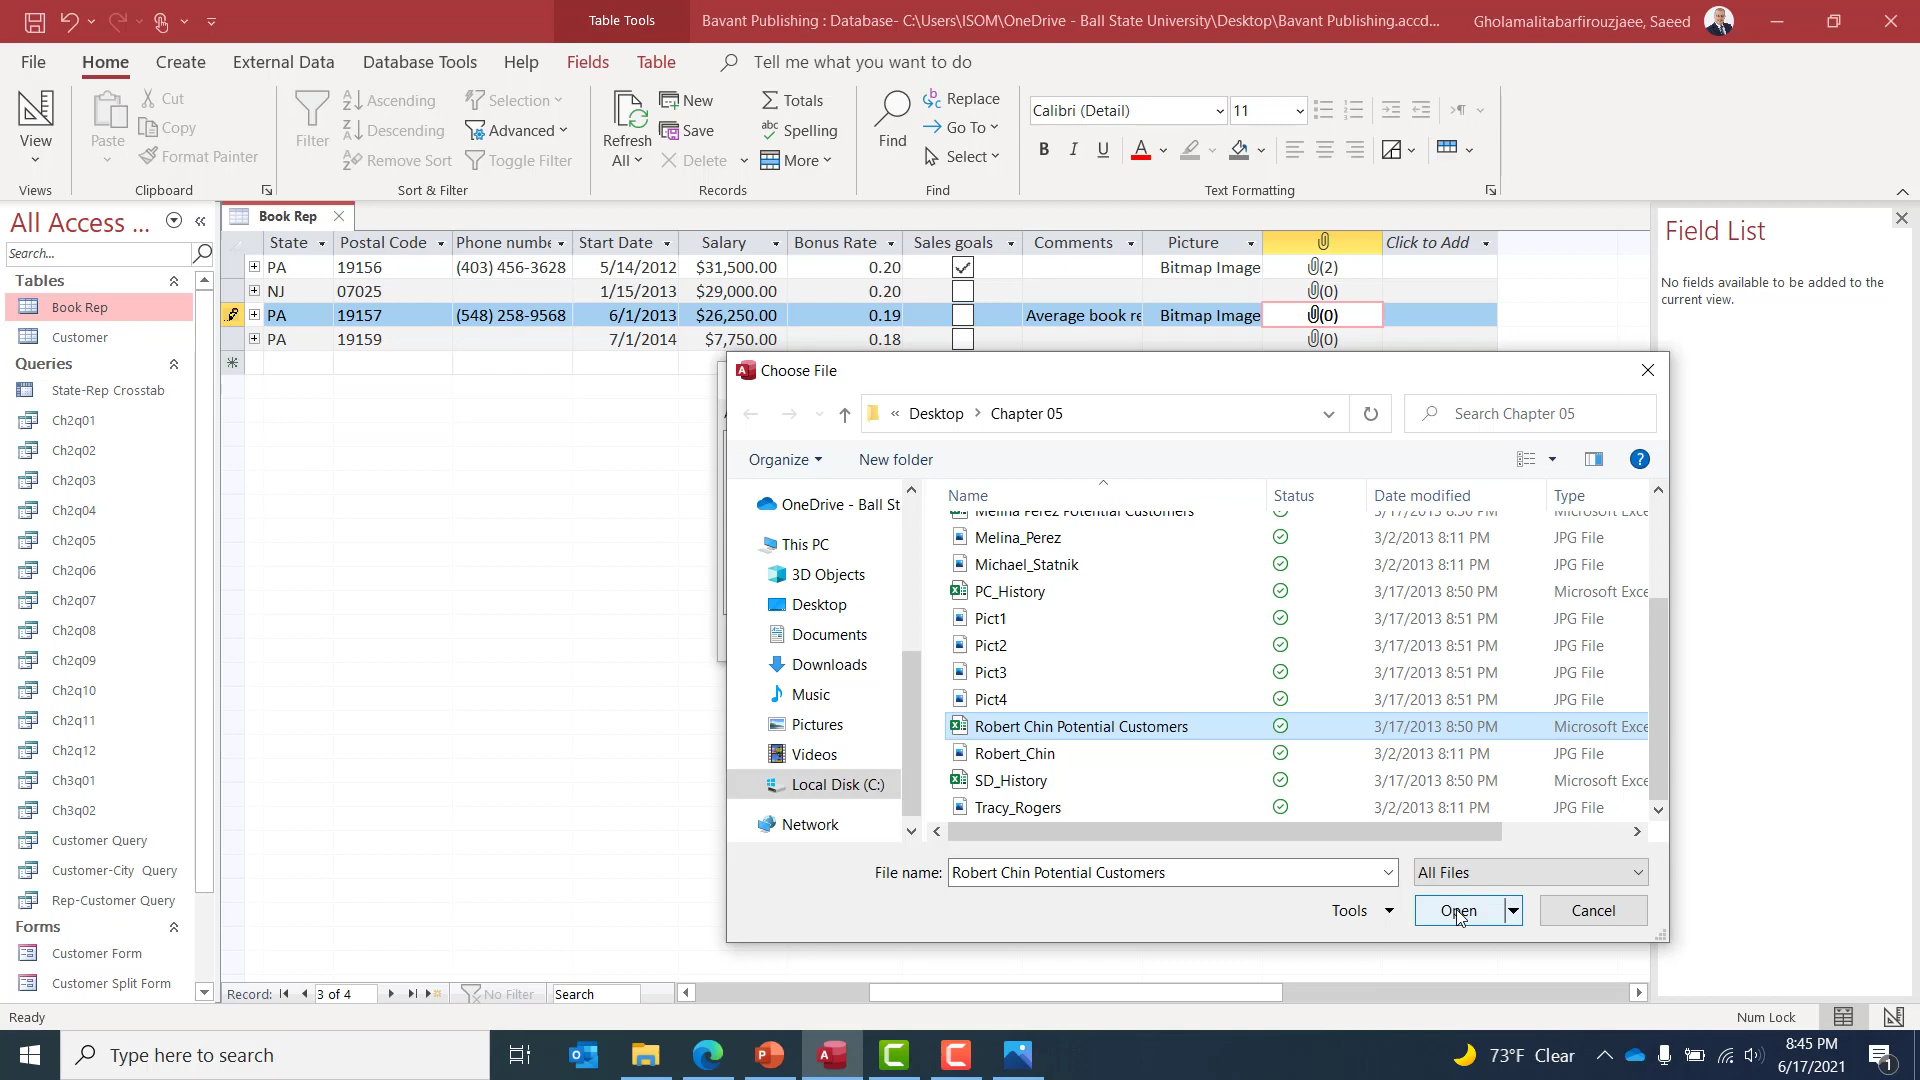 Table Tools
Bavant Publishing : Database- C:\Users\ISOM\OneDrive - Ball State University\Desktop\Bavant Publishing.accd...
Gholamalitabarfirouzjaee, Saeed
File Home Create External Data Database Tools Help Fields Table Tell me what you want to do
View
Paste
Cut
Copy
Format Painter
Filter
Ascending
Descending
Remove Sort
Selection
Advanced
Toggle Filter
Refresh
All
New
Save
Delete
Totals
Spelling
More
Find
Replace
Go To
Select
Calibri (Detail) 11
B I U A
Views Clipboard Sort & Filter Records Find Text Formatting
All Access ...
Search...
Tables
Book Rep
Customer
Queries
State-Rep Crosstab
Ch2q01
Ch2q02
Ch2q03
Ch2q04
Ch2q05
Ch2q06
Ch2q07
Ch2q08
Ch2q09
Ch2q10
Ch2q11
Ch2q12
Ch3q01
Ch3q02
Customer Query
Customer-City Query
Rep-Customer Query
Forms
Customer Form
Customer Split Form
Book Rep
State Postal Code Phone numbe Start Date Salary Bonus Rate Sales goals Comments Picture Click to Add
PA 19156 (403) 456-3628 5/14/2012 $31,500.00 0.20 Bitmap Image (2)
NJ 07025 1/15/2013 $29,000.00 0.20 (0)
PA 19157 (548) 258-9568 6/1/2013 $26,250.00 0.19 Average book re Bitmap Image (0)
PA 19159 7/1/2014 $7,750.00 0.18 (0)
Field List
No fields available to be added to the
current view.
Choose File
« Desktop > Chapter 05
Search Chapter 05
Organize New folder
OneDrive - Ball St
This PC
3D Objects
Desktop
Documents
Downloads
Music
Pictures
Videos
Local Disk (C:)
Network
Name Status Date modified Type
Melina Perez Potential Customers 3/17/2013 8:50 PM Microsoft Exce
Melina_Perez 3/2/2013 8:11 PM JPG File
Michael_Statnik 3/2/2013 8:11 PM JPG File
PC_History 3/17/2013 8:50 PM Microsoft Exce
Pict1 3/17/2013 8:51 PM JPG File
Pict2 3/17/2013 8:51 PM JPG File
Pict3 3/17/2013 8:51 PM JPG File
Pict4 3/17/2013 8:51 PM JPG File
Robert Chin Potential Customers 3/17/2013 8:50 PM Microsoft Exce
Robert_Chin 3/2/2013 8:11 PM JPG File
SD_History 3/17/2013 8:50 PM Microsoft Exce
Tracy_Rogers 3/2/2013 8:11 PM JPG File
File name: Robert Chin Potential Customers All Files
Tools Open Cancel
Record: 3 of 4 No Filter Search
Ready Num Lock
Type here to search
73°F Clear
8:45 PM
6/17/2021
1